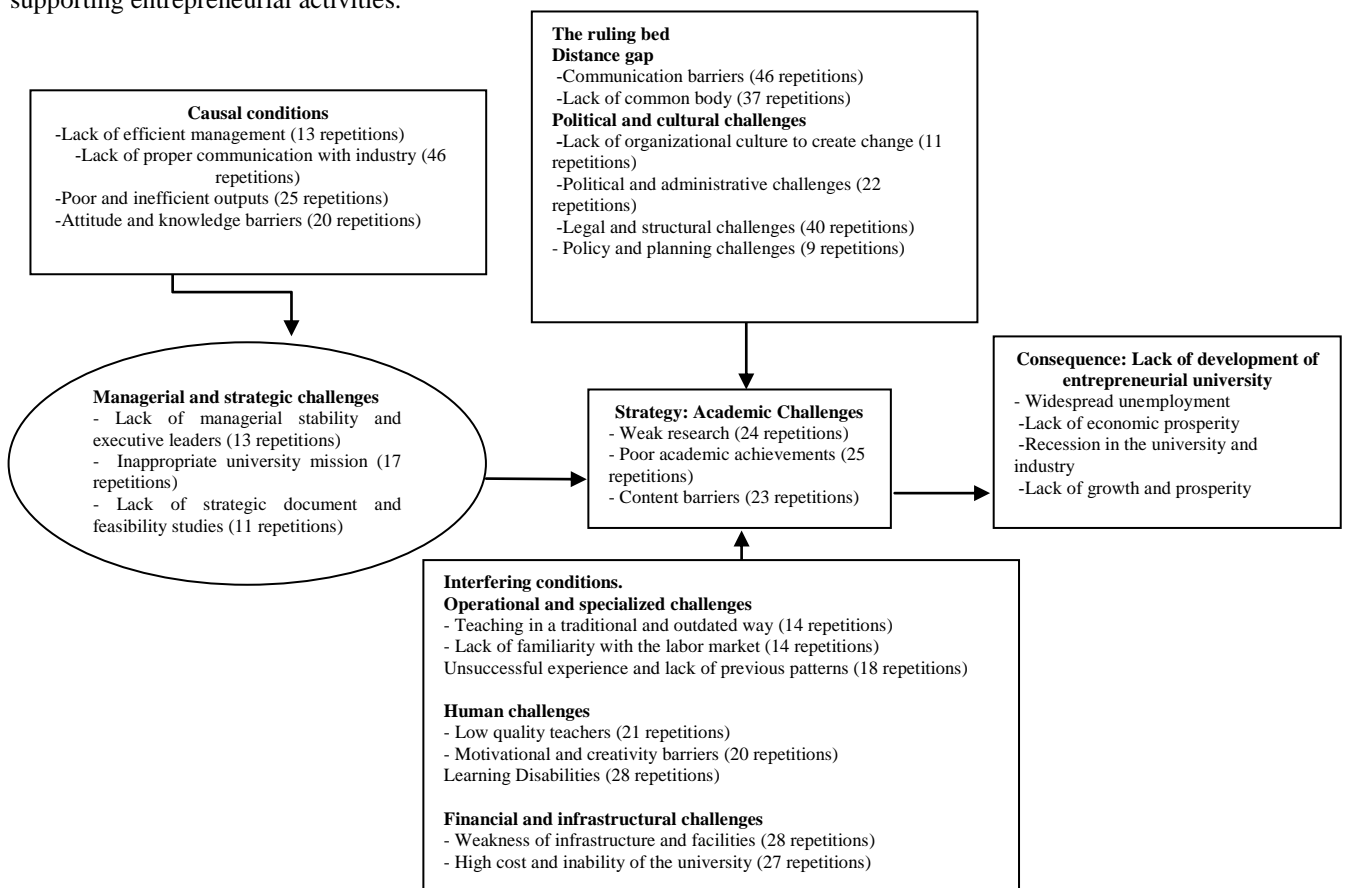 supporting entrepreneurial activities.
The ruling bed
Distance gap
-Communication barriers (46 repetitions)
-Lack of common body (37 repetitions)
Political and cultural challenges
-Lack of organizational culture to create change (11
repetitions)
-Political and administrative challenges (22
repetitions)
-Legal and structural challenges (40 repetitions)
- Policy and planning challenges (9 repetitions)
Causal conditions
-Lack of efficient management (13 repetitions)
-Lack of proper communication with industry (46
repetitions)
-Poor and inefficient outputs (25 repetitions)
-Attitude and knowledge barriers (20 repetitions)
Managerial and strategic challenges
- Lack of managerial stability and
executive leaders (13 repetitions)
- Inappropriate university mission (17
repetitions)
- Lack of strategic document and
feasibility studies (11 repetitions)
Strategy: Academic Challenges
- Weak research (24 repetitions)
- Poor academic achievements (25
repetitions)
- Content barriers (23 repetitions)
Consequence: Lack of development of
entrepreneurial university
- Widespread unemployment
-Lack of economic prosperity
-Recession in the university and
industry
-Lack of growth and prosperity
Interfering conditions.
Operational and specialized challenges
- Teaching in a traditional and outdated way (14 repetitions)
- Lack of familiarity with the labor market (14 repetitions)
Unsuccessful experience and lack of previous patterns (18 repetitions)
Human challenges
- Low quality teachers (21 repetitions)
- Motivational and creativity barriers (20 repetitions)
Learning Disabilities (28 repetitions)
Financial and infrastructural challenges
- Weakness of infrastructure and facilities (28 repetitions)
- High cost and inability of the university (27 repetitions)